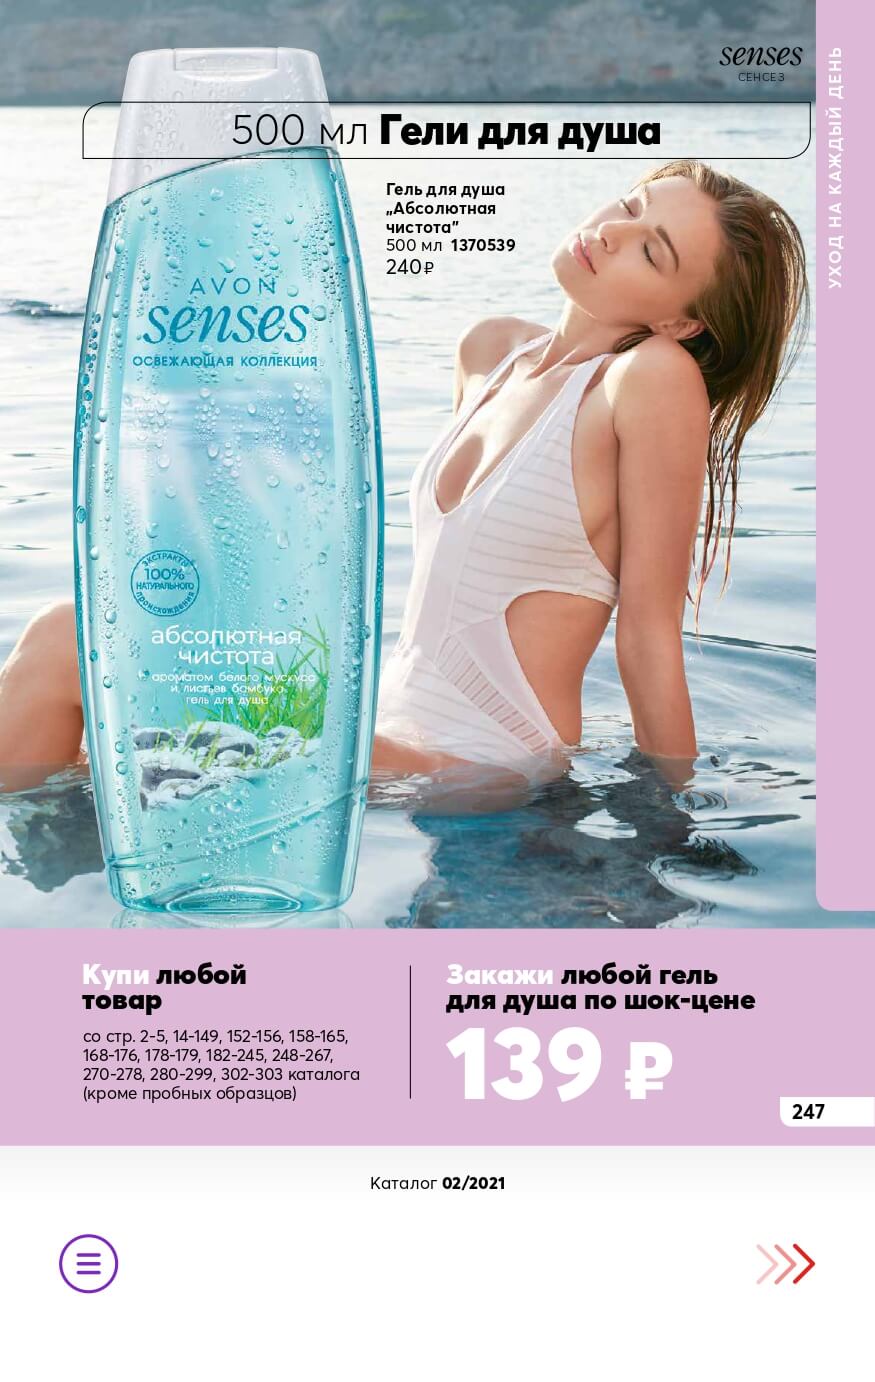 senses
СЕНСЕЗ
УХОД НА КАЖДЫЙ ДЕНЬ
500 мл Гели для душа
Гель для душа
„Абсолютная
чистота”
500 мл 1370539
240 ₽
AVON
senses
ОСВЕЖАЮЩАЯ КОЛЛЕКЦИЯ
ЭКСТРАКТЫ
100%
НАТУРАЛЬНОГО
ПРОИСХОЖДЕНИЯ
абсолютная
чистота
с ароматом белого мускуса
и листьев бамбука
гель для душа
Купи любой
товар
со стр. 2-5, 14-149, 152-156, 158-165,
168-176, 178-179, 182-245, 248-267,
270-278, 280-299, 302-303 каталога
(кроме пробных образцов)
Закажи любой гель
для душа по шок-цене
139 ₽
247
Каталог 02/2021